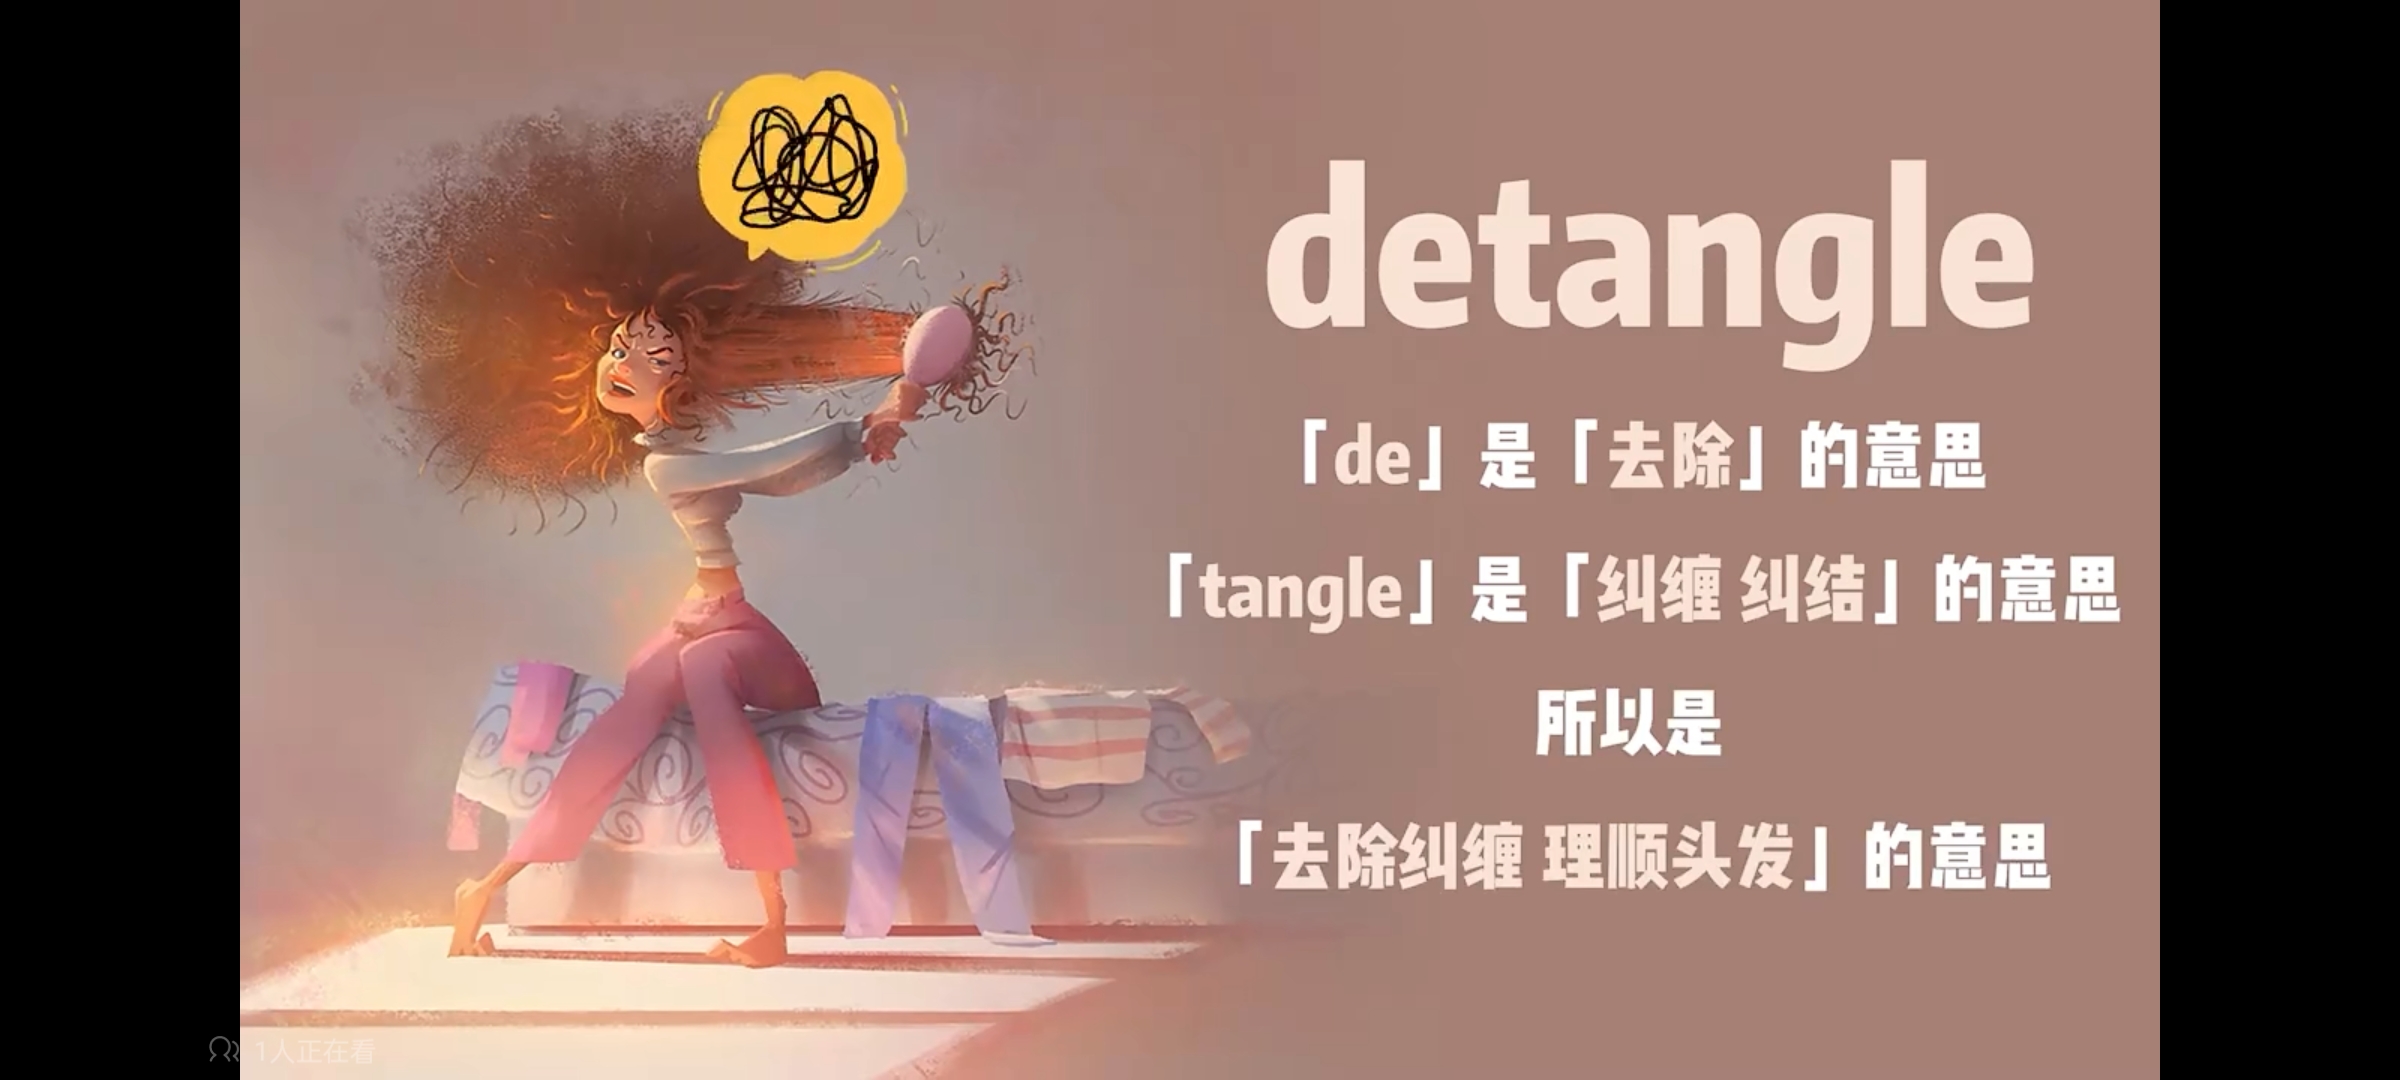 detangle
「de」是「去除」的意思
「tangle」是「纠缠 纠结」的意思
所以是
「去除纠缠 理顺头发」的意思
1人正在看